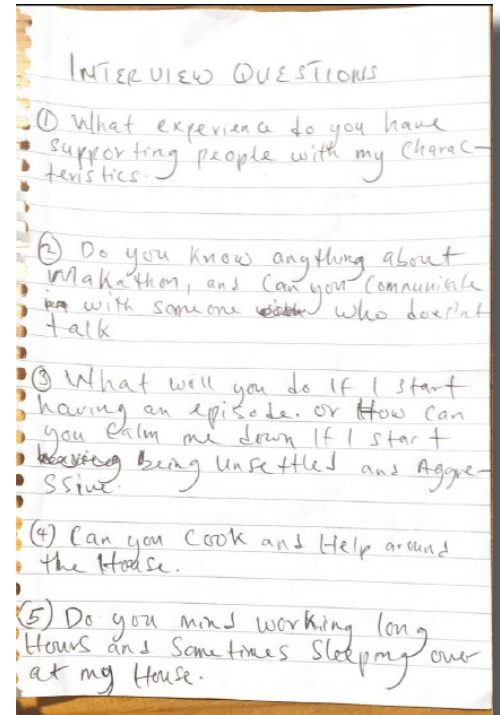 INTERVIEW QUESTIONS
① What experience do you have
supporting people with my Charac-
teristics.
② Do you know anything about
Makathon, and Can you Communicate
with someone who does'nt
talk
③ What will you do If I start
having an episode. or How can
you Calm me down If I start
being Unsettled and Aggre-
ssive.
(4) Can you Cook and Help around
the House.
(5) Do you mind working long
Hours and Sometimes Sleeping over
at my House.